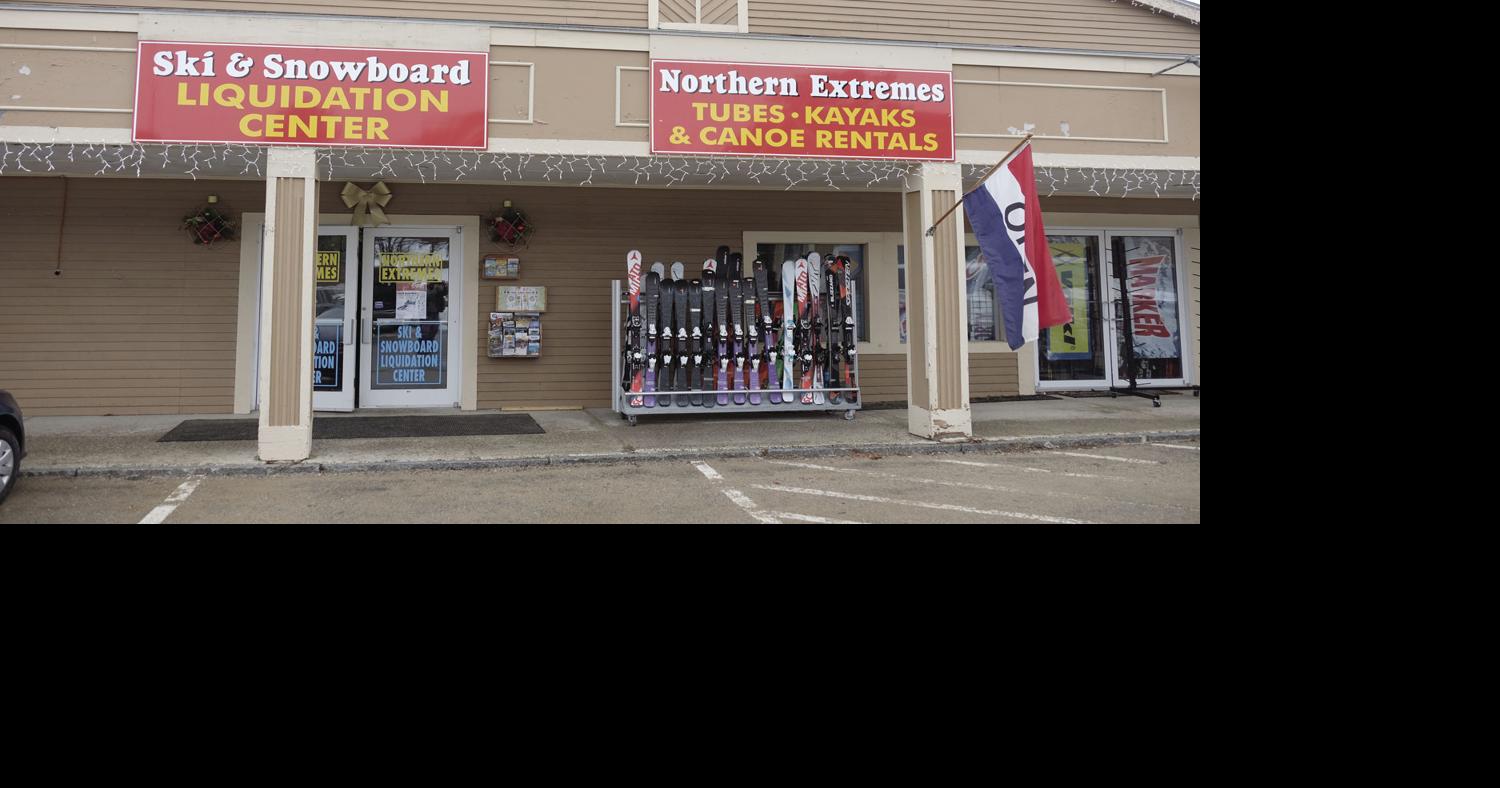 Ski & Snowboard
LIQUIDATION
CENTER
Northern Extremes
TUBES • KAYAKS
& CANOE RENTALS
OPEN
NORTHERN
EXTREMES
SKI &
SNOWBOARD
LIQUIDATION
CENTER